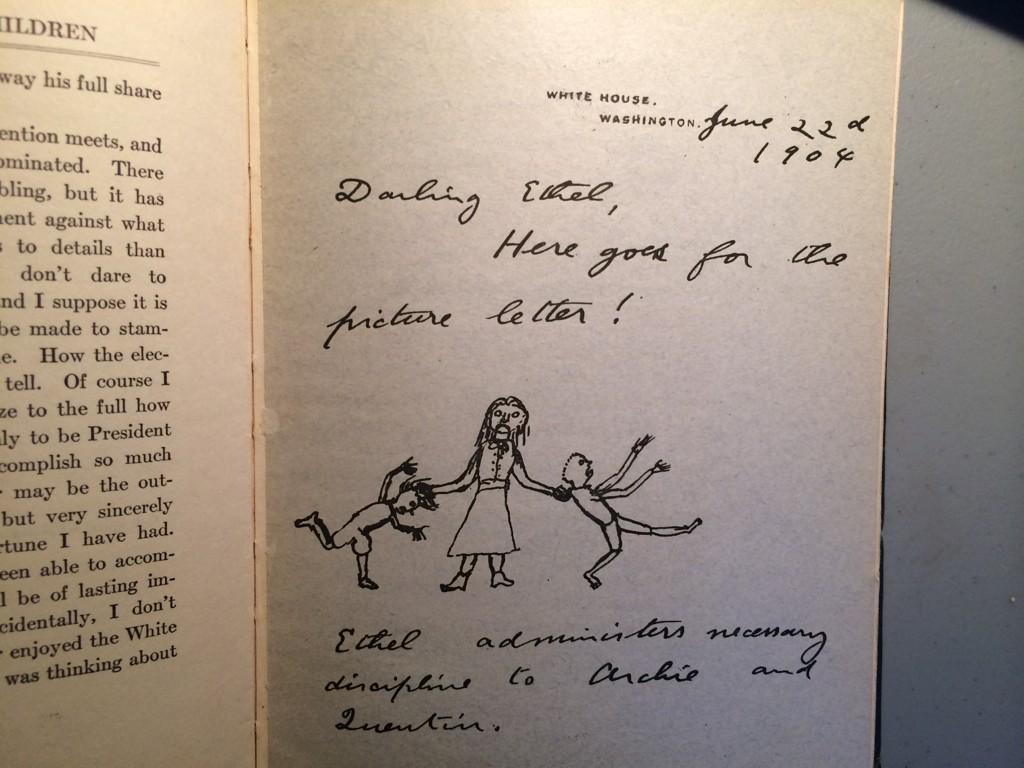 HILDREN
way his full share
ention meets, and
ominated. There
bling, but it has
ent against what
s to details than
don't dare to
nd I suppose it is
be made to stam-
e. How the elec-
tell. Of course I
ze to the full how
ly to be President
complish so much
may be the out-
but very sincerely
rtune I have had.
een able to accom-
l be of lasting im-
cidentally, I don't
enjoyed the White
was thinking about
WHITE HOUSE.
WASHINGTON. June 22d
1904
Darling Ethel,
Here goes for the
picture letter!
Ethel administers necessary
discipline to Archie and
Quentin.